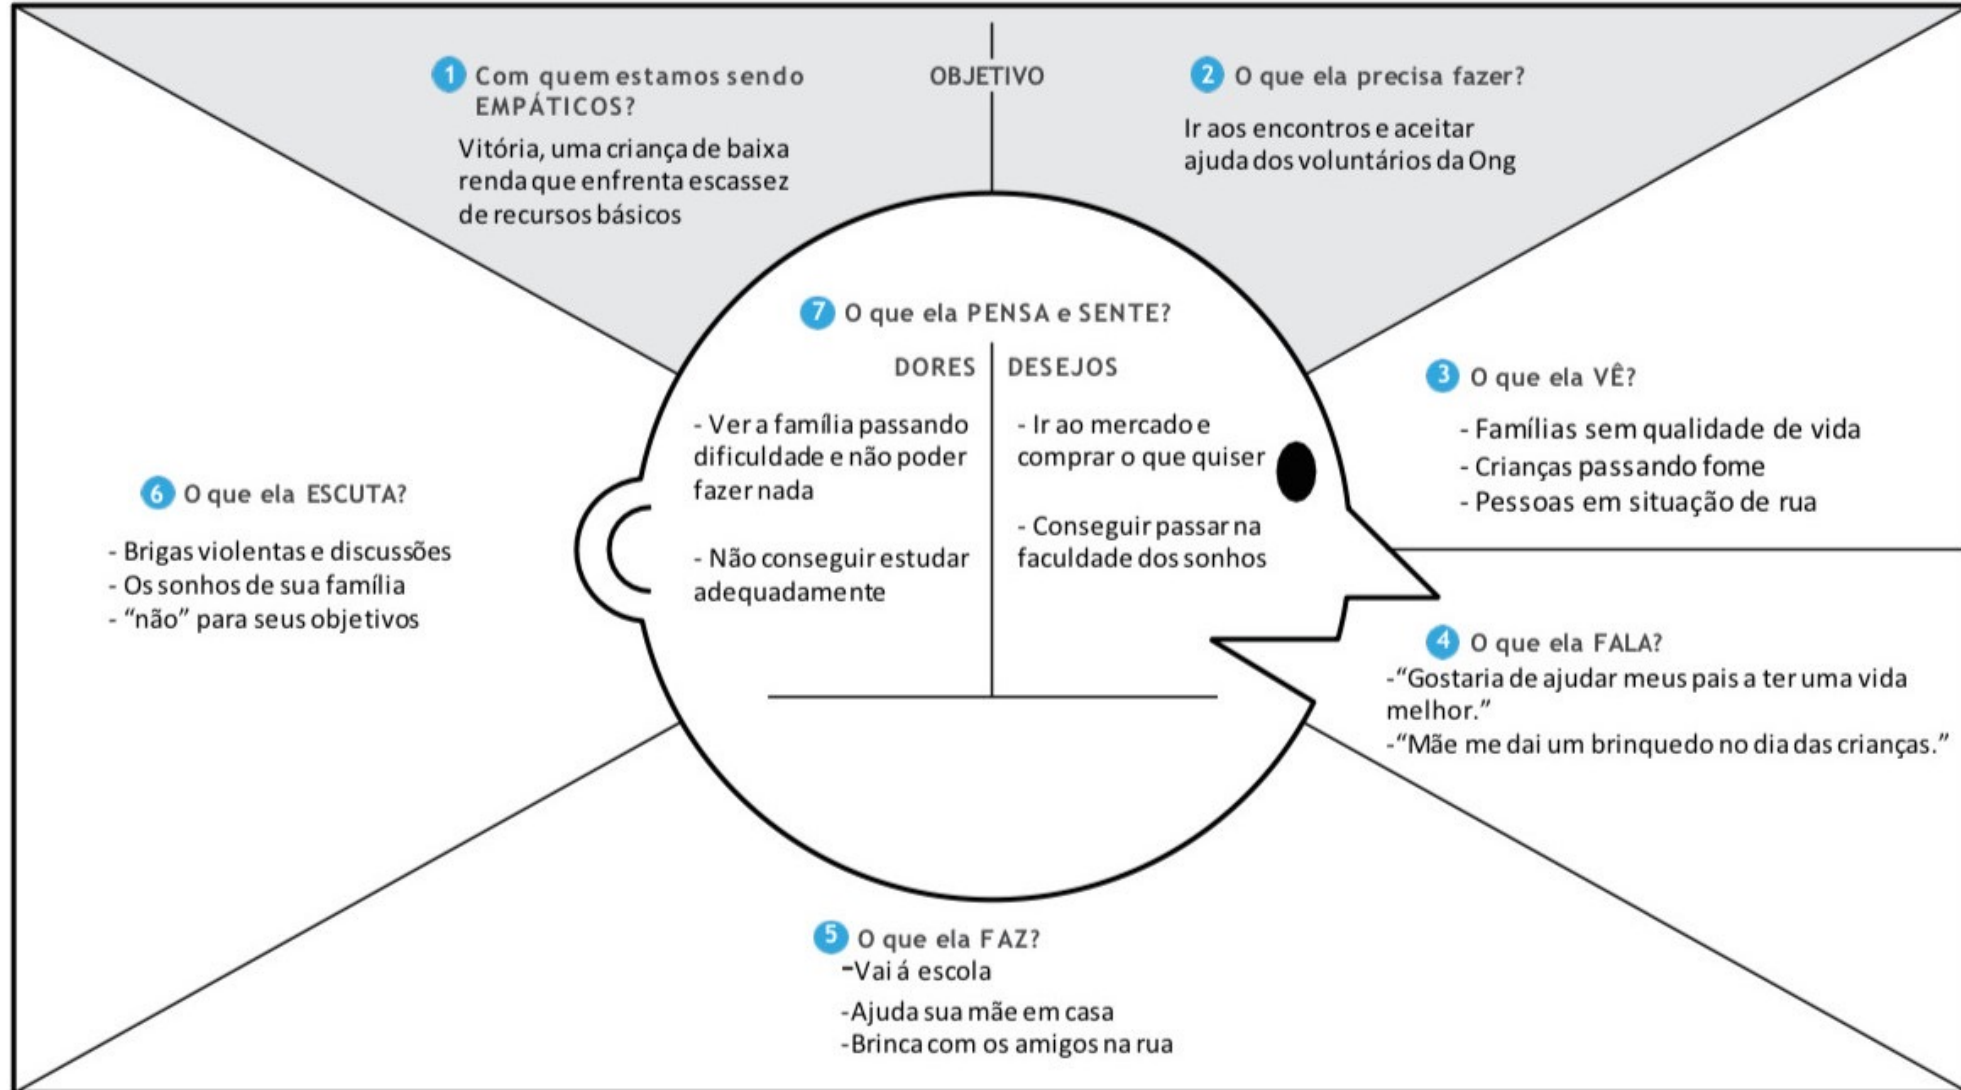 1 Com quem estamos sendo
EMPÁTICOS?
Vitória, uma criança de baixa
renda que enfrenta escassez
de recursos básicos
OBJETIVO
2 O que ela precisa fazer?
Ir aos encontros e aceitar
ajuda dos voluntários da Ong
7 O que ela PENSA e SENTE?
DORES
- Ver a família passando
dificuldade e não poder
fazer nada
- Não conseguir estudar
adequadamente
DESEJOS
- Ir ao mercado e
comprar o que quiser
- Conseguir passar na
faculdade dos sonhos
3 O que ela VÊ?
- Famílias sem qualidade de vida
- Crianças passando fome
- Pessoas em situação de rua
4 O que ela FALA?
-“Gostaria de ajudar meus pais a ter uma vida
melhor.”
-“Mãe me dai um brinquedo no dia das crianças.”
5 O que ela FAZ?
-Vai á escola
-Ajuda sua mãe em casa
-Brinca com os amigos na rua
6 O que ela ESCUTA?
- Brigas violentas e discussões
- Os sonhos de sua família
- “não” para seus objetivos